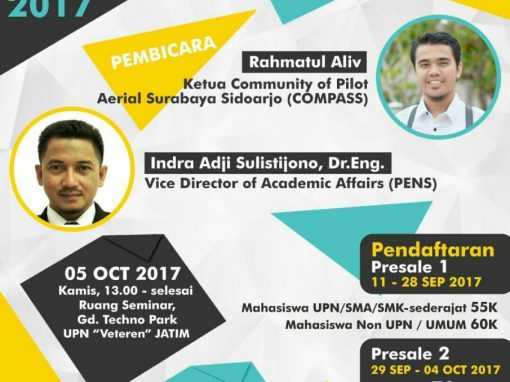 2017
PEMBICARA
Rahmatul Aliv
Ketua Community of Pilot
Aerial Surabaya Sidoarjo (COMPASS)
Indra Adji Sulistijono, Dr.Eng.
Vice Director of Academic Affairs (PENS)
05 OCT 2017
Kamis, 13.00 - selesai
Ruang Seminar,
Gd. Techno Park
UPN "Veteren" JATIM
Pendaftaran
Presale 1
11 - 28 SEP 2017
Mahasiswa UPN/SMA/SMK-sederajat 55K
Mahasiswa Non UPN / UMUM 60K
Presale 2
29 SEP - 04 OCT 2017